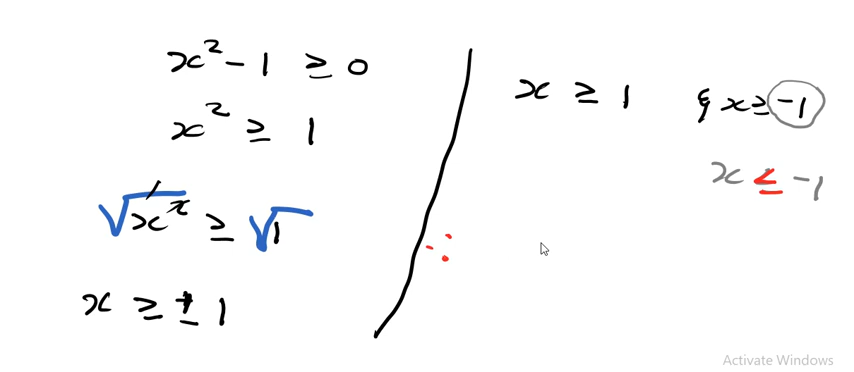 x² - 1 ≥ 0
x² ≥ 1
√x² ≥ √1
x ≥ ± 1
x ≥ 1 & x ≥ -1
x ≤ -1
∴
Activate Windows